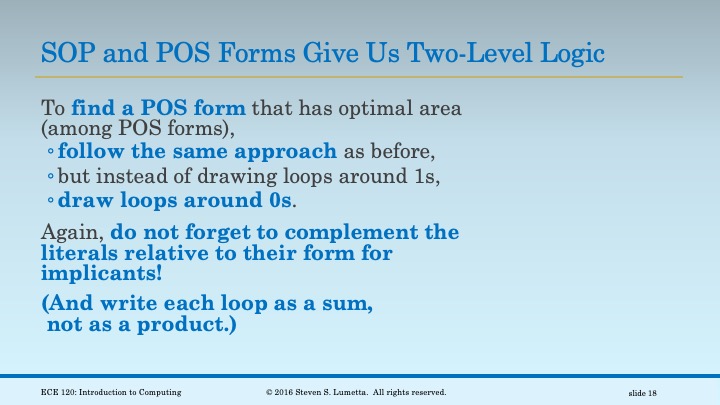 SOP and POS Forms Give Us Two-Level Logic
To find a POS form that has optimal area
(among POS forms),
◦follow the same approach as before,
◦but instead of drawing loops around 1s,
◦draw loops around 0s.
Again, do not forget to complement the
literals relative to their form for
implicants!
(And write each loop as a sum,
not as a product.)
ECE 120: Introduction to Computing
© 2016 Steven S. Lumetta. All rights reserved.
slide 18